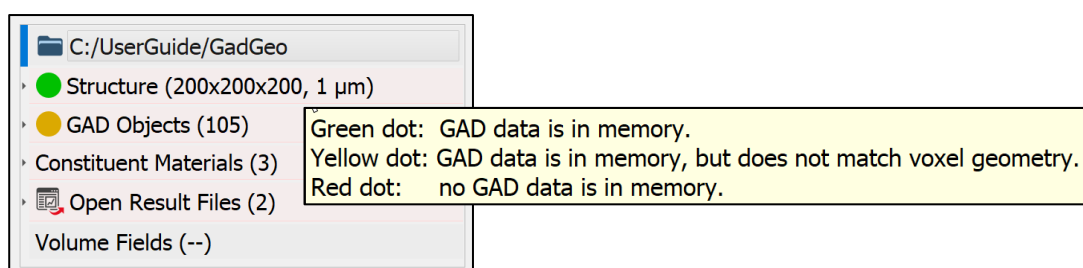 C:/UserGuide/GadGeo
Structure (200x200x200, 1 µm)
GAD Objects (105)
Constituent Materials (3)
Open Result Files (2)
Volume Fields (--)
Green dot: GAD data is in memory.
Yellow dot: GAD data is in memory, but does not match voxel geometry.
Red dot: no GAD data is in memory.